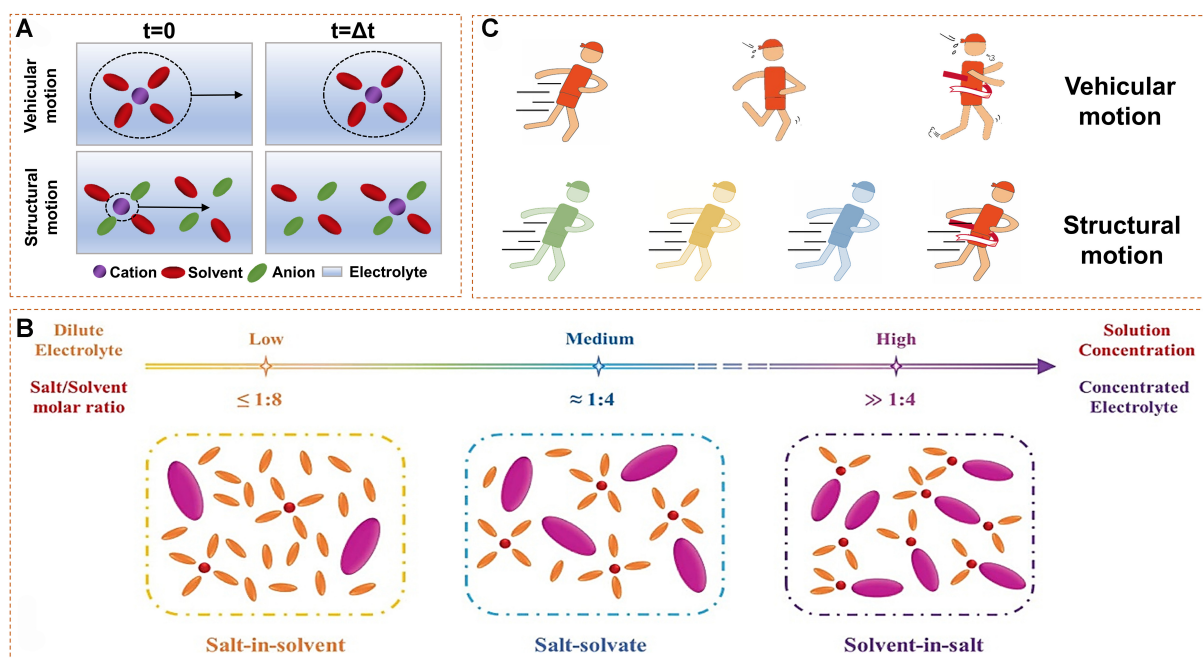 A
t=0
t=Δt
Vehicular
motion
Structural
motion
Cation
Solvent
Anion
Electrolyte
C
Vehicular
motion
Structural
motion
B
Dilute
Electrolyte
Low
Medium
High
Solution
Concentration
Salt/Solvent
molar ratio
≤ 1:8
≈ 1:4
≫ 1:4
Concentrated
Electrolyte
Salt-in-solvent
Salt-solvate
Solvent-in-salt